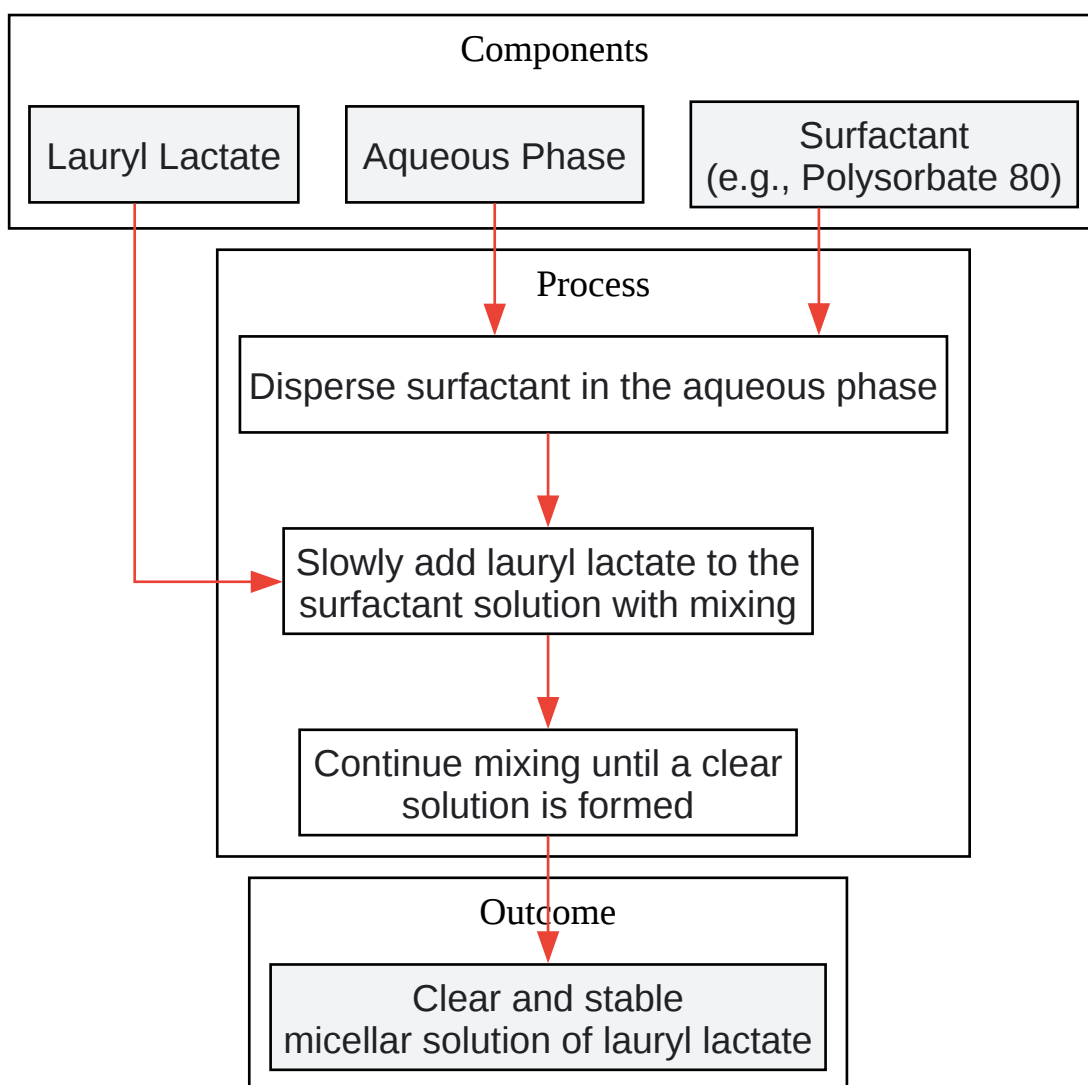 Components
Lauryl Lactate
Aqueous Phase
Surfactant
(e.g., Polysorbate 80)
Process
Disperse surfactant in the aqueous phase
Slowly add lauryl lactate to the
surfactant solution with mixing
Continue mixing until a clear
solution is formed
Outcome
Clear and stable
micellar solution of lauryl lactate